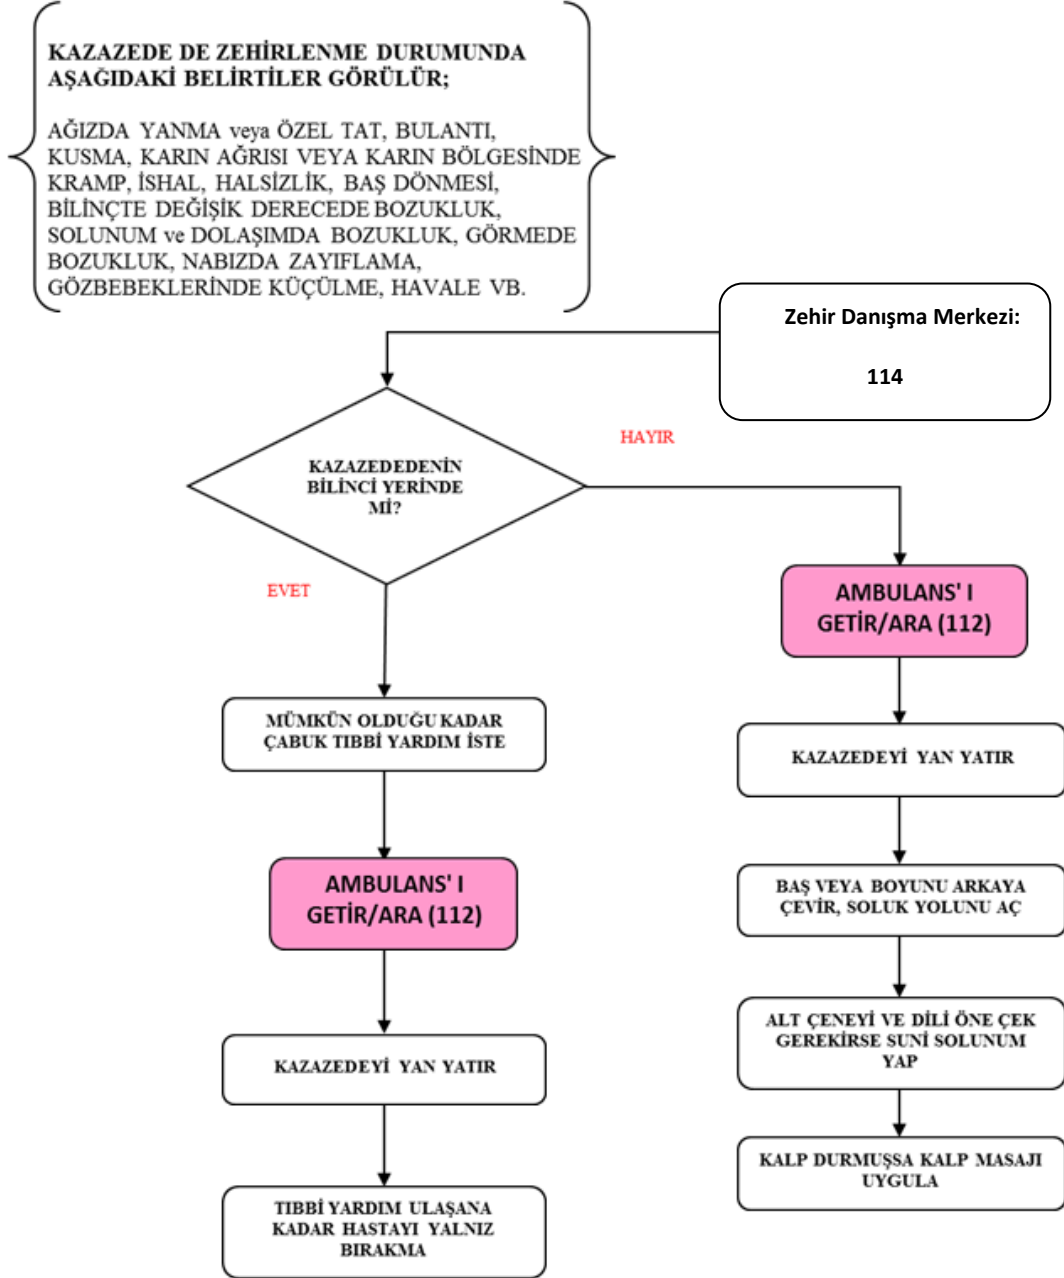 KAZAZEDE DE ZEHİRLENME DURUMUNDA
AŞAĞIDAKİ BELİRTİLER GÖRÜLÜR;
AĞIZDA YANMA veya ÖZEL TAT, BULANTI,
KUSMA, KARIN AĞRISI VEYA KARIN BÖLGESİNDE
KRAMP, İSHAL, HALSİZLİK, BAŞ DÖNMESİ,
BİLİNÇTE DEĞİŞİK DERECEDE BOZUKLUK,
SOLUNUM ve DOLAŞIMDA BOZUKLUK, GÖRMEDE
BOZUKLUK, NABIZDA ZAYIFLAMA,
GÖZBEBEKLERİNDE KÜÇÜLME, HAVALE VB.
Zehir Danışma Merkezi:
114
KAZAZEDEDENİN
BİLİNCİ YERİNDE
Mİ?
HAYIR
EVET
AMBULANS' I
GETİR/ARA (112)
KAZAZEDEYİ YAN YATIR
BAŞ VEYA BOYUNU ARKAYA
ÇEVİR, SOLUK YOLUNU AÇ
ALT ÇENEYİ VE DİLİ ÖNE ÇEK
GEREKİRSE SUNİ SOLUNUM
YAP
KALP DURMUŞSA KALP MASAJI
UYGULA
MÜMKÜN OLDUĞU KADAR
ÇABUK TIBBİ YARDIM İSTE
AMBULANS' I
GETİR/ARA (112)
KAZAZEDEYİ YAN YATIR
TIBBİ YARDIM ULAŞANA
KADAR HASTAYI YALNIZ
BIRAKMA